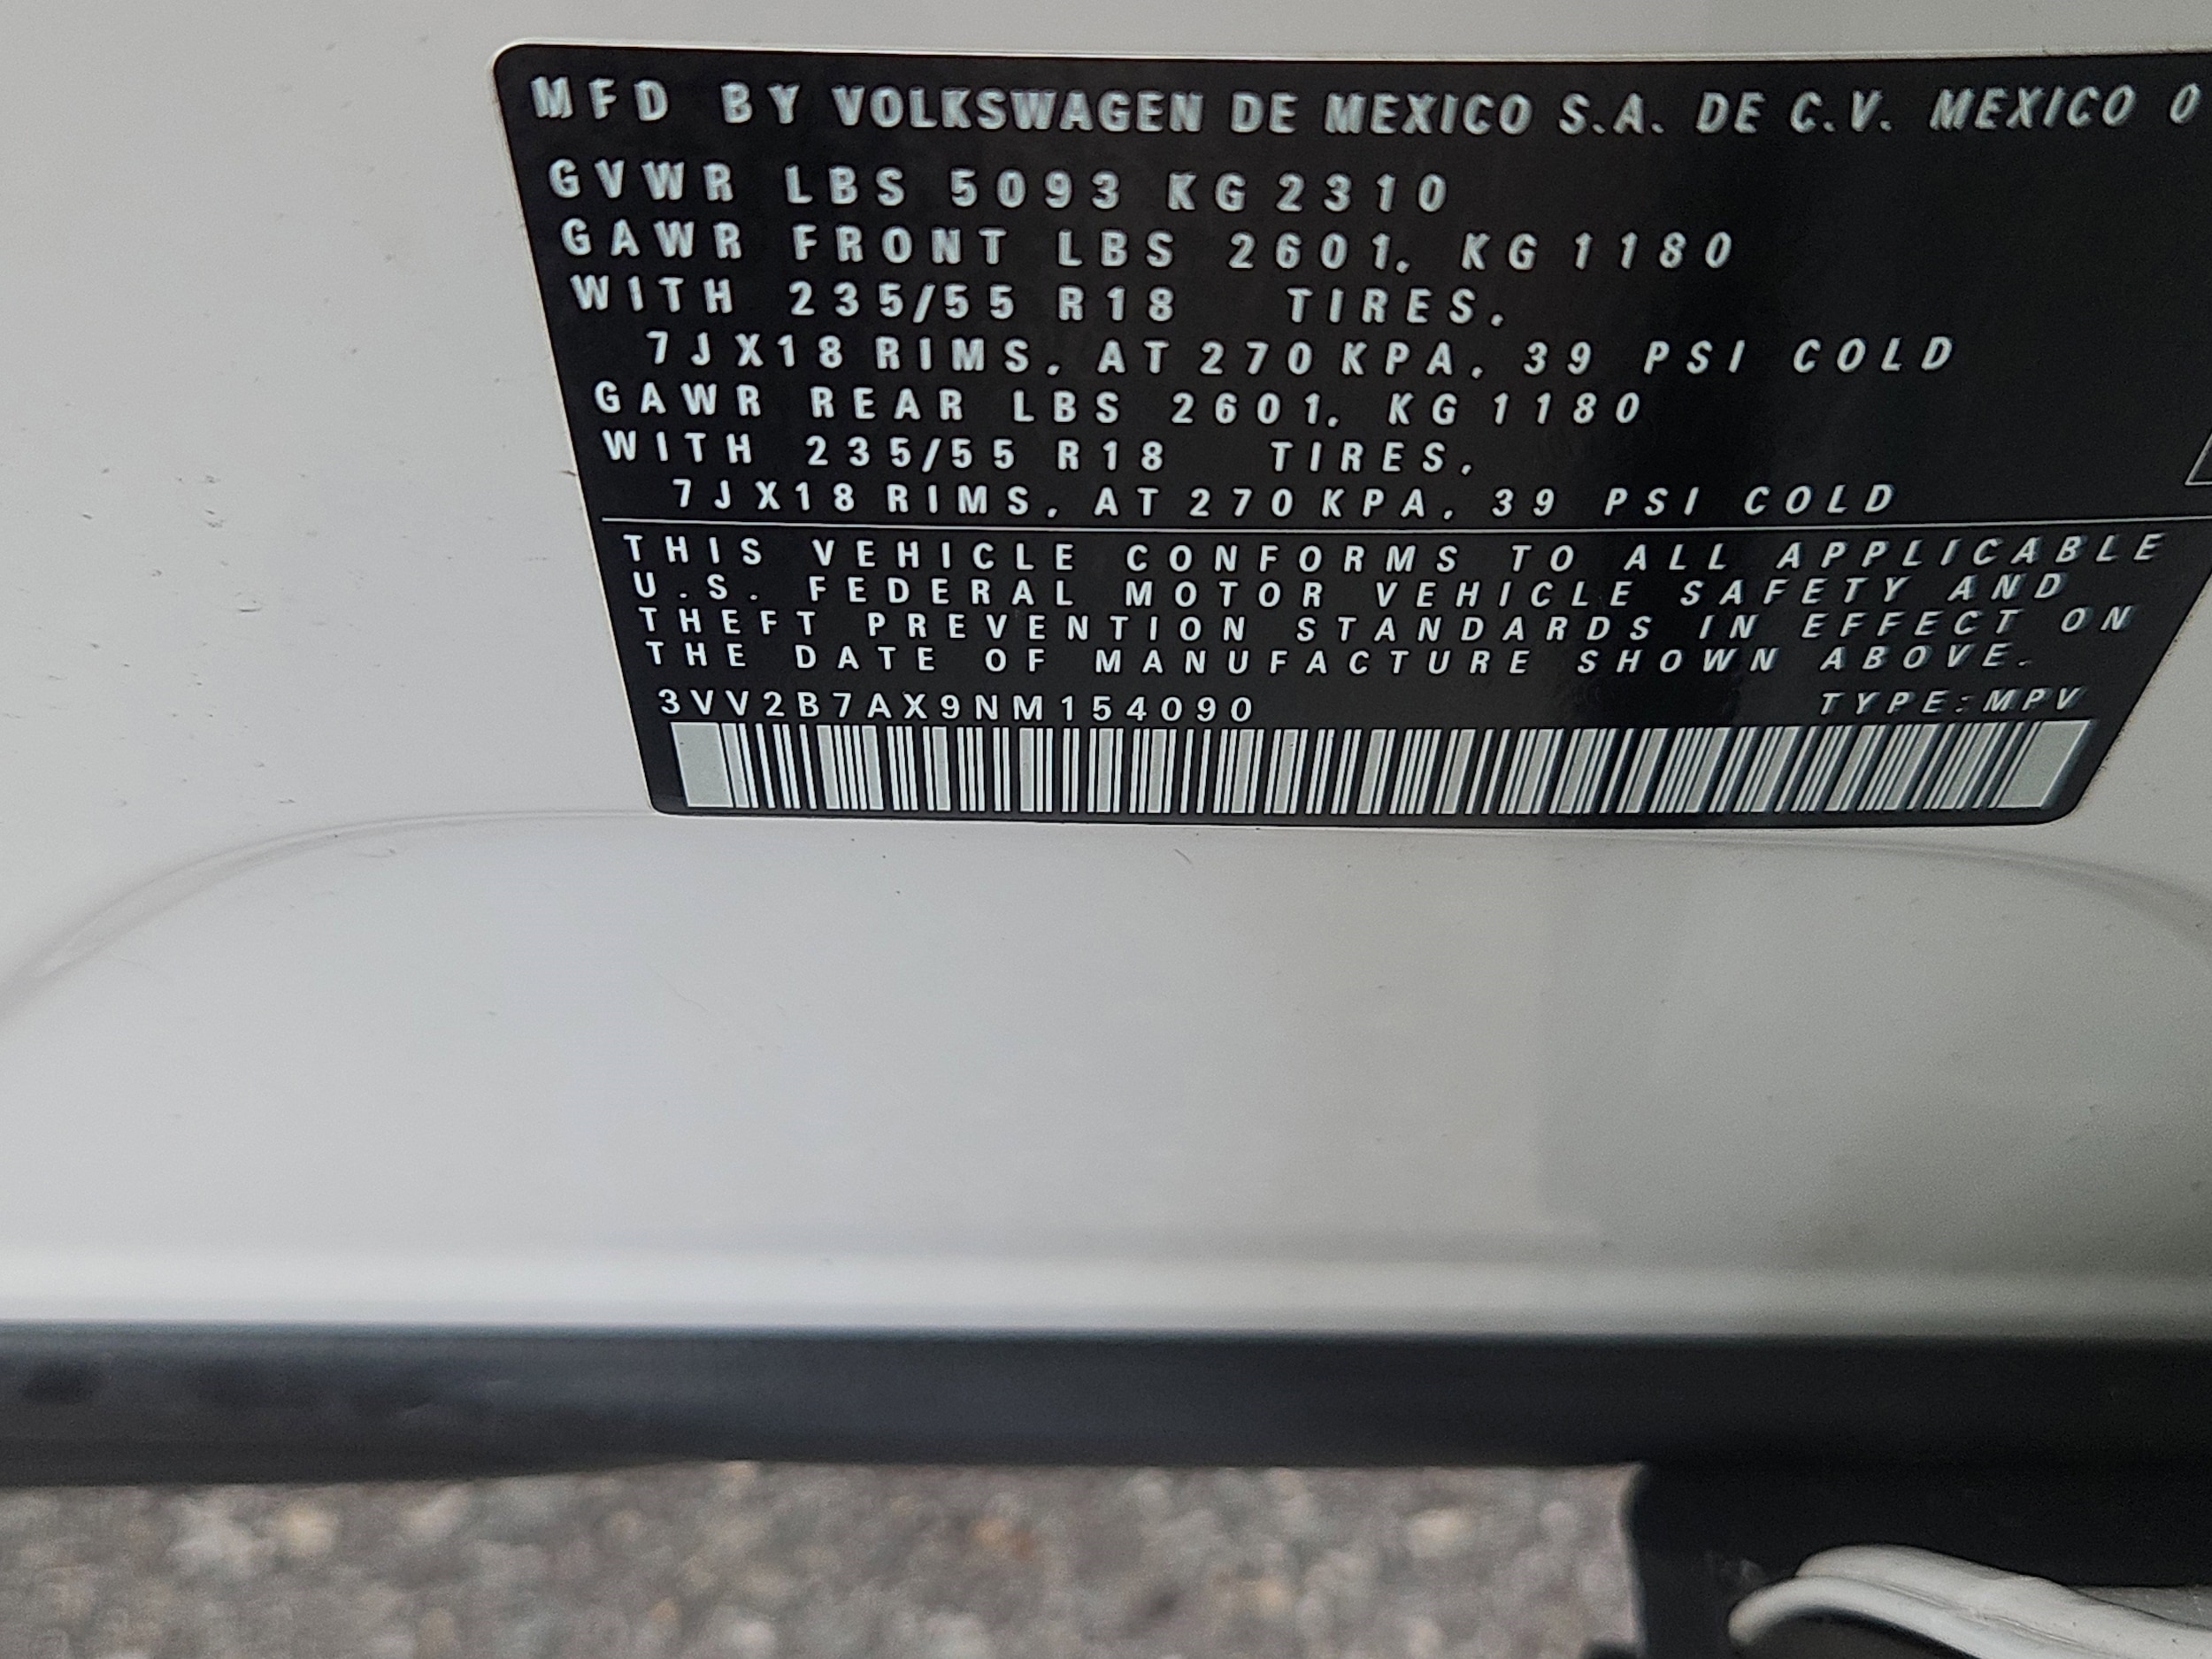 MFD BY VOLKSWAGEN DE MEXICO S.A. DE C.V. MEXICO 0
GVWR LBS 5093 KG 2310
GAWR FRONT LBS 2601. KG 1180
WITH 235/55 R18 TIRES.
7JX18 RIMS. AT 270 KPA. 39 PSI COLD
GAWR REAR LBS 2601. KG 1180
WITH 235/55 R18 TIRES.
7JX18 RIMS. AT 270 KPA. 39 PSI COLD
THIS VEHICLE CONFORMS TO ALL APPLICABLE
U.S. FEDERAL MOTOR VEHICLE SAFETY AND
THEFT PREVENTION STANDARDS IN EFFECT ON
THE DATE OF MANUFACTURE SHOWN ABOVE.
3VV2B7AX9NM154090 TYPE:MPV